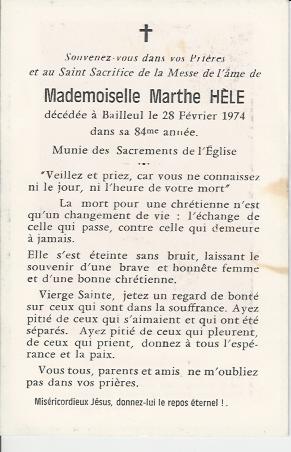 Souvenez-vous dans vos Prières
et au Saint Sacrifice de la Messe de l'âme de
Mademoiselle Marthe HÈLE
décédée à Bailleul le 28 Février 1974
dans sa 84me année.
Munie des Sacrements de l'Église
"Veillez et priez, car vous ne connaissez
ni le jour, ni l'heure de votre mort"
La mort pour une chrétienne n'est
qu'un changement de vie : l'échange de
celle qui passe, contre celle qui demeure
à jamais.
Elle s'est éteinte sans bruit, laissant le
souvenir d'une brave et honnête femme
et d'une bonne chrétienne.
Vierge Sainte, jetez un regard de bonté
sur ceux qui sont dans la souffrance. Ayez
pitié de ceux qui s'aimaient et qui ont été
séparés. Ayez pitié de ceux qui pleurent,
de ceux qui prient, donnez à tous l'espé-
rance et la paix.
Vous tous, parents et amis ne m'oubliez
pas dans vos prières.
Miséricordieux Jésus, donnez-lui le repos éternel !.